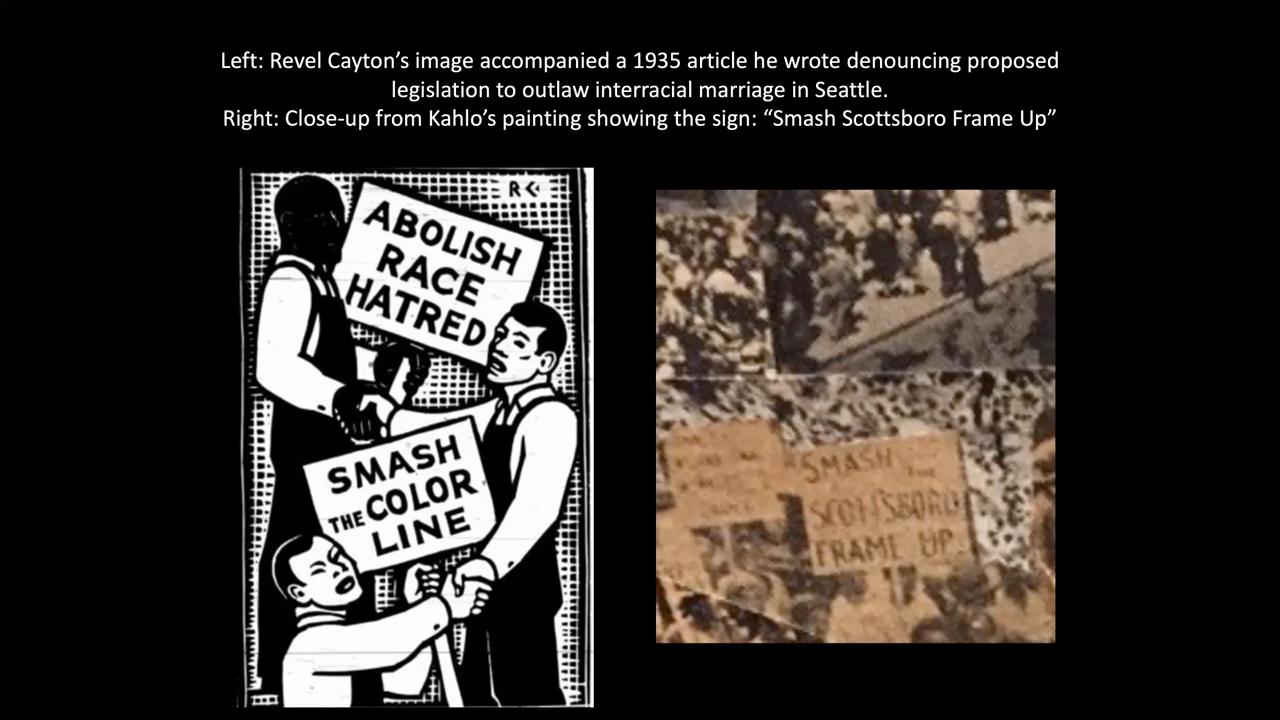 Left: Revel Cayton’s image accompanied a 1935 article he wrote denouncing proposed
legislation to outlaw interracial marriage in Seattle.
Right: Close-up from Kahlo’s painting showing the sign: “Smash Scottsboro Frame Up”
R C
ABOLISH
RACE
HATRED
SMASH
THE COLOR
LINE
SMASH
THE
SCOTTSBORO
FRAME UP